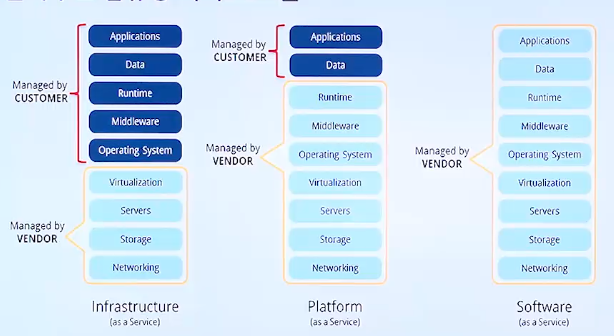 Managed by
CUSTOMER
Applications
Data
Runtime
Middleware
Operating System
Managed by
VENDOR
Virtualization
Servers
Storage
Networking
Infrastructure
(as a Service)
Managed by
CUSTOMER
Applications
Data
Managed by
VENDOR
Runtime
Middleware
Operating System
Virtualization
Servers
Storage
Networking
Platform
(as a Service)
Managed by
VENDOR
Applications
Data
Runtime
Middleware
Operating System
Virtualization
Servers
Storage
Networking
Software
(as a Service)